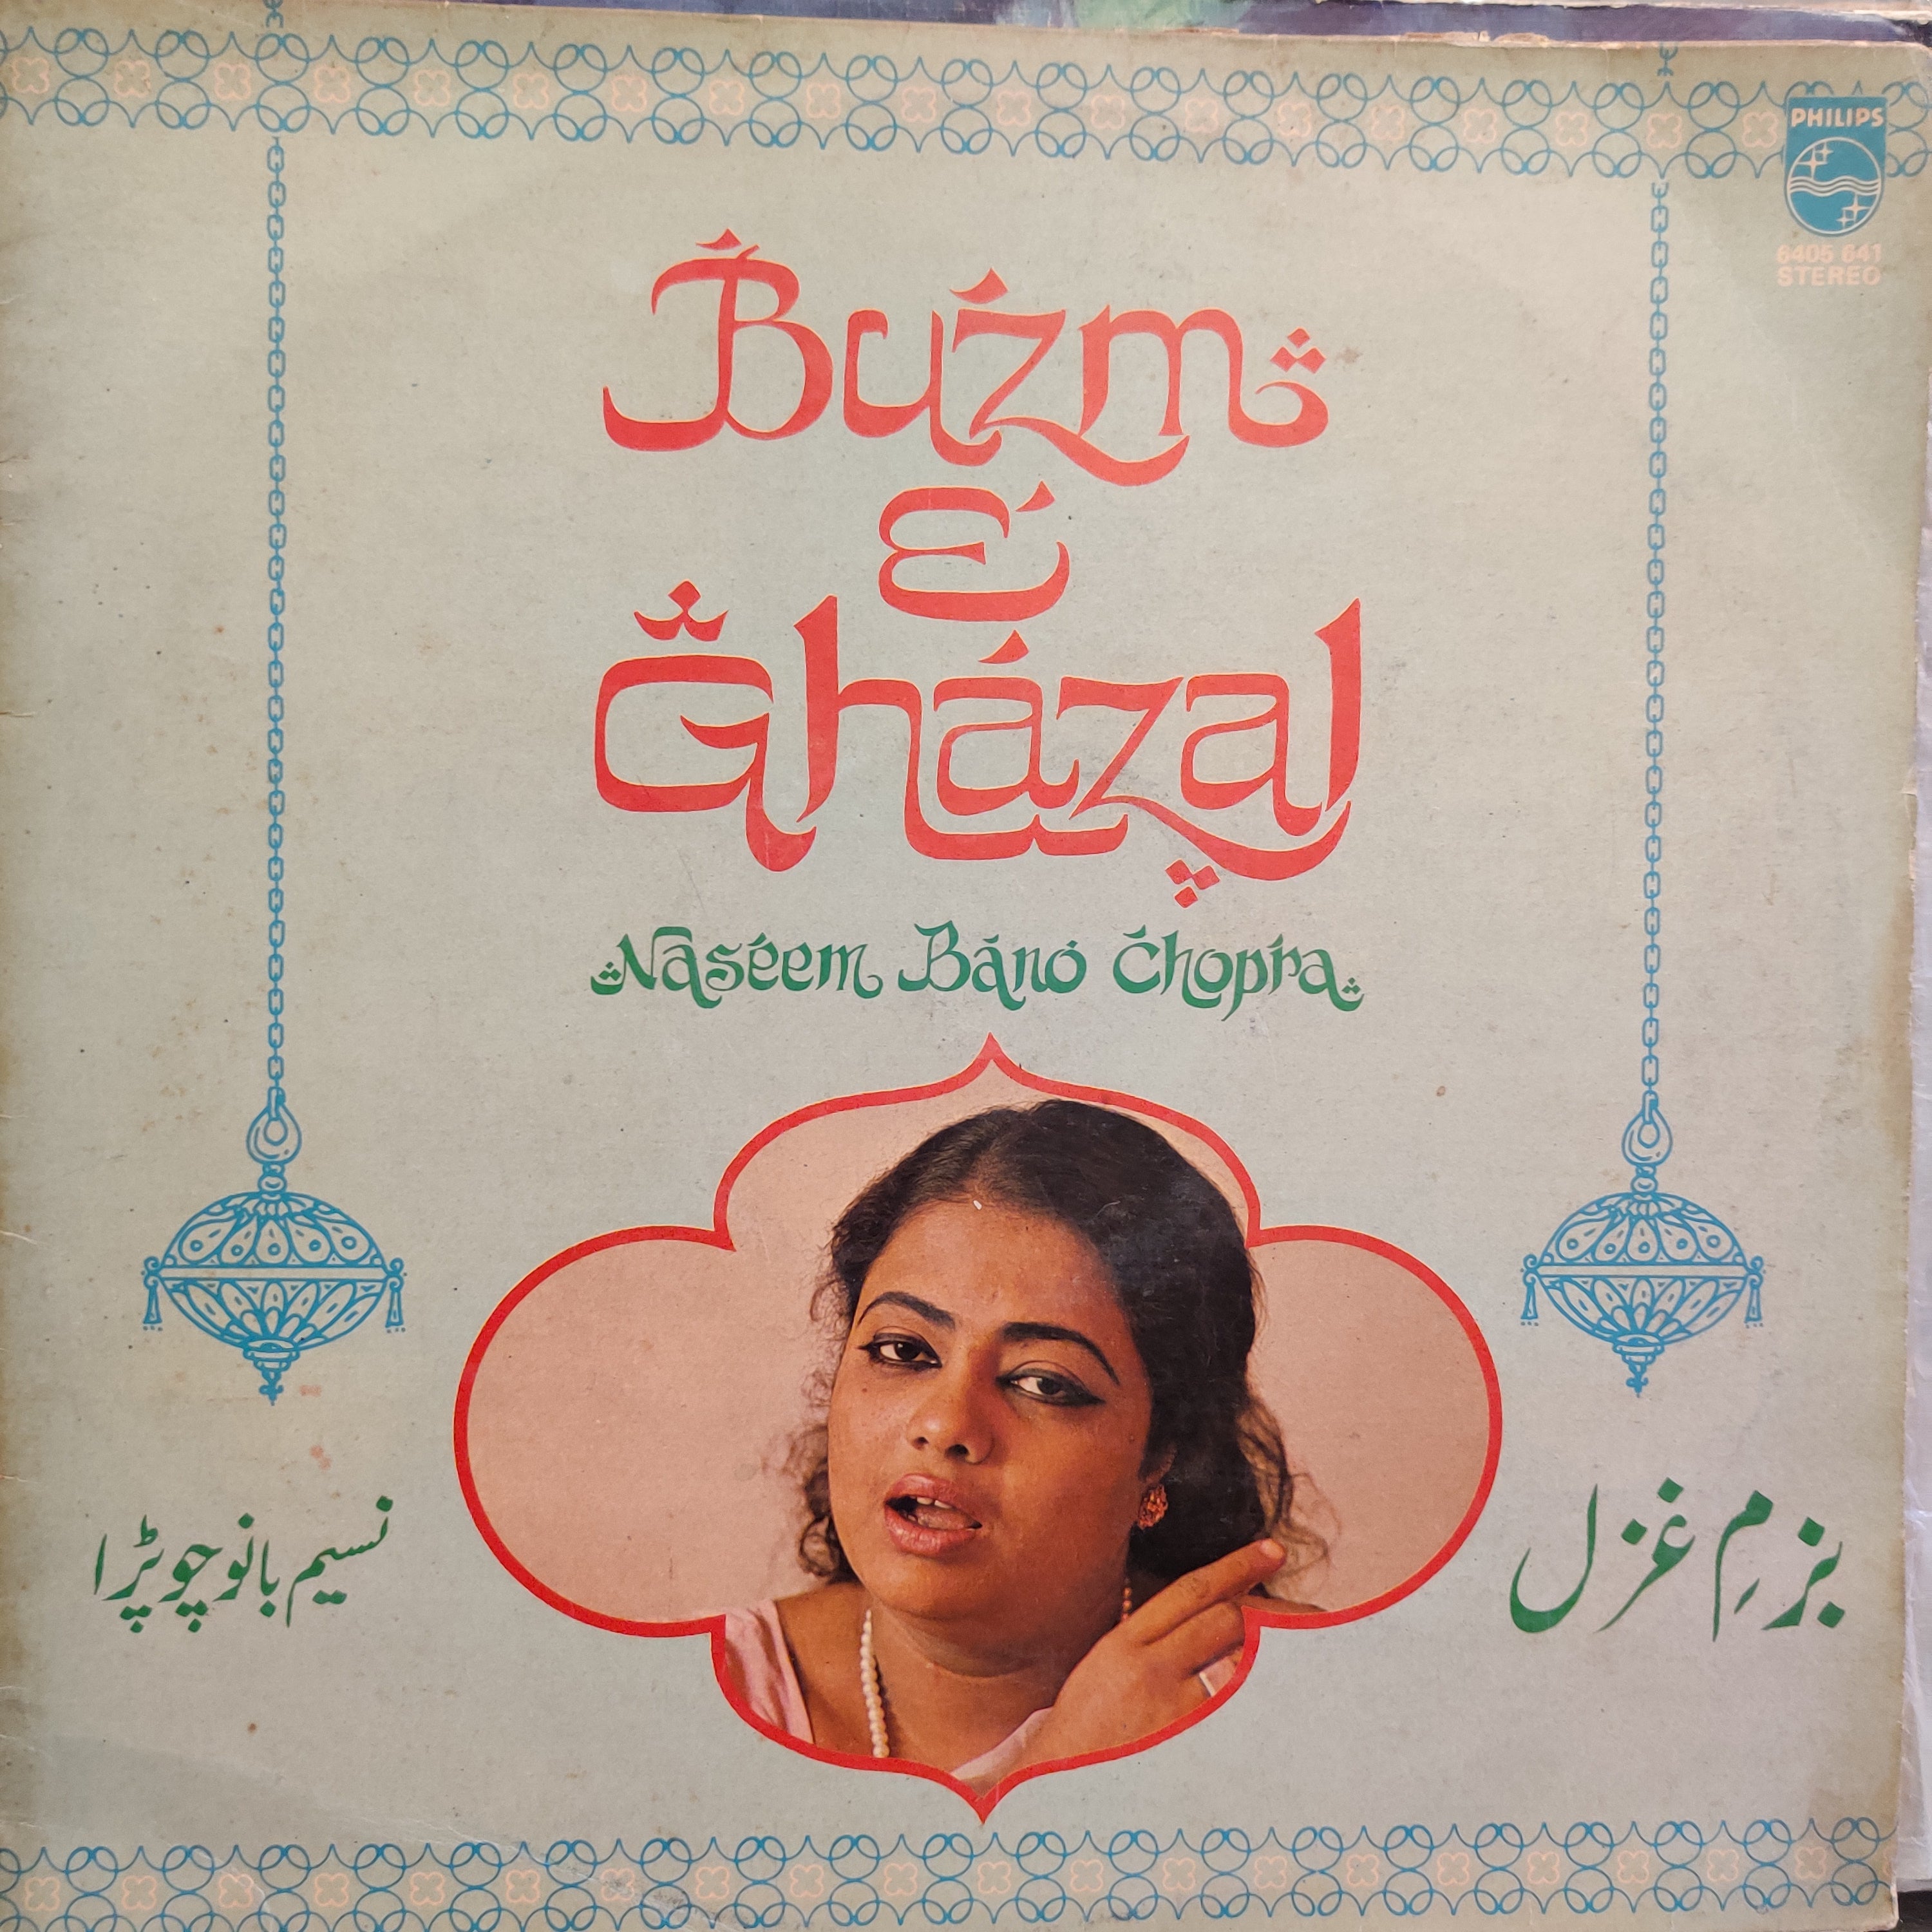 PHILIPS
6405 641
STEREO
Buzm
E
Ghazal
Naseem Bano Chopra
نسیم بانو چوپڑا
بزمِ غزل